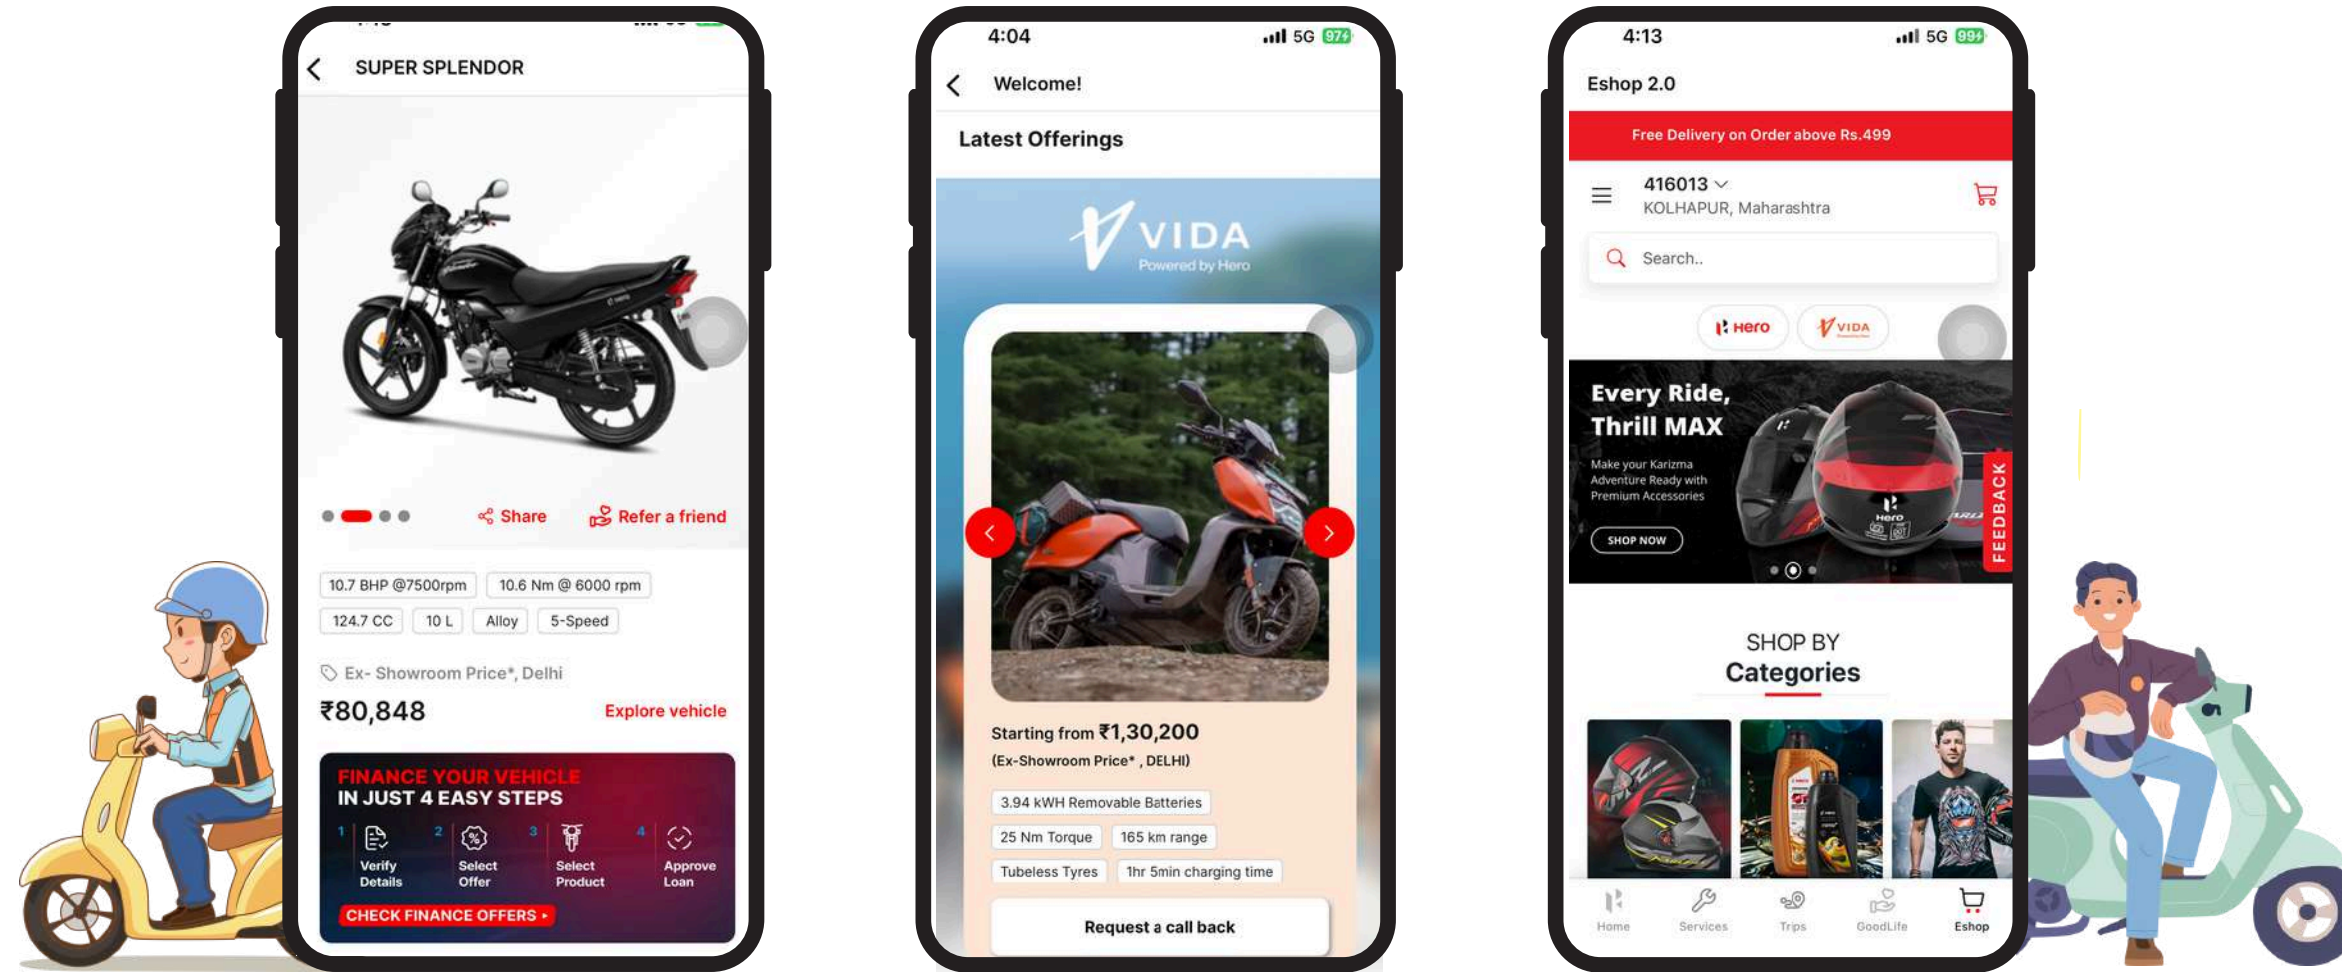 SUPER SPLENDOR
Share
Refer a friend
10.7 BHP @7500rpm
10.6 Nm @ 6000 rpm
124.7 CC
10 L
Alloy
5-Speed
Ex- Showroom Price*, Delhi
₹80,848
Explore vehicle
FINANCE YOUR VEHICLE
IN JUST 4 EASY STEPS
1
2
3
4
Verify
Details
Select
Offer
Select
Product
Approve
Loan
CHECK FINANCE OFFERS
4:04
5G
97
Welcome!
Latest Offerings
VIDA
Powered by Hero
Starting from ₹1,30,200
(Ex-Showroom Price* , DELHI)
3.94 kWH Removable Batteries
25 Nm Torque
165 km range
Tubeless Tyres
1hr 5min charging time
Request a call back
4:13
5G
99
Eshop 2.0
Free Delivery on Order above Rs.499
416013
KOLHAPUR, Maharashtra
Search..
Hero
VIDA
Every Ride,
Thrill MAX
Make your Karizma
Adventure Ready with
Premium Accessories
SHOP NOW
Hero
FEEDBACK
SHOP BY
Categories
Home
Services
Trips
GoodLife
Eshop